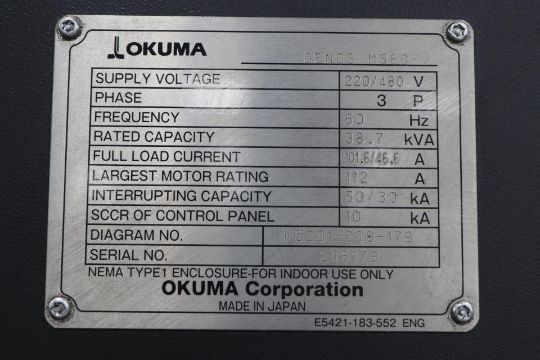 OKUMA GENOS M560-V
SUPPLY VOLTAGE 220/480 V
PHASE 3 P
FREQUENCY 60 Hz
RATED CAPACITY 38.7 kVA
FULL LOAD CURRENT 101.6/46.6 A
LARGEST MOTOR RATING 112 A
INTERRUPTING CAPACITY 50/30 kA
SCCR OF CONTROL PANEL 10 kA
DIAGRAM NO.
SERIAL NO.
NEMA TYPE1 ENCLOSURE-FOR INDOOR USE ONLY
OKUMA Corporation
MADE IN JAPAN
E5421-183-552 ENG